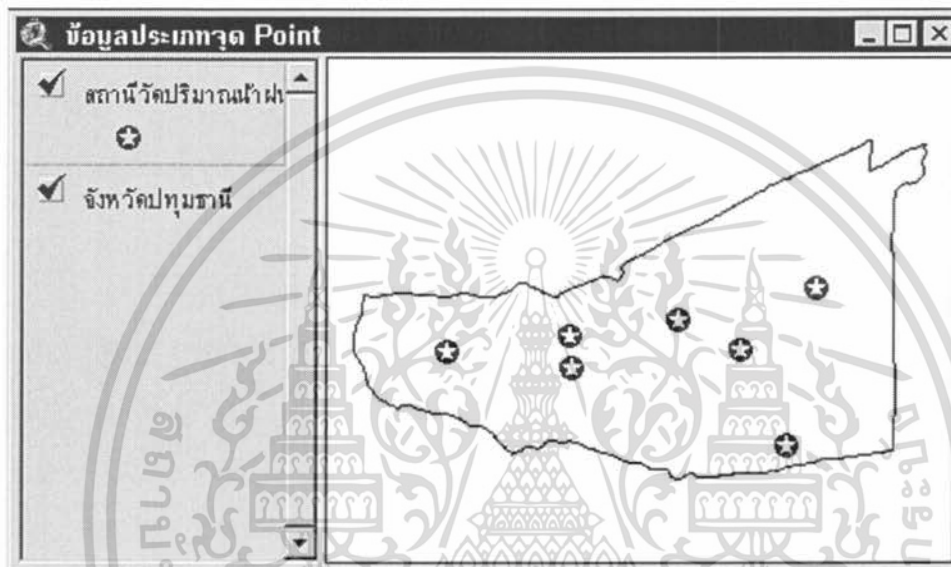 ข้อมูลประเภทจุด Point
สถานีวัดปริมาณน้ำฝน
จังหวัดปทุมธานี